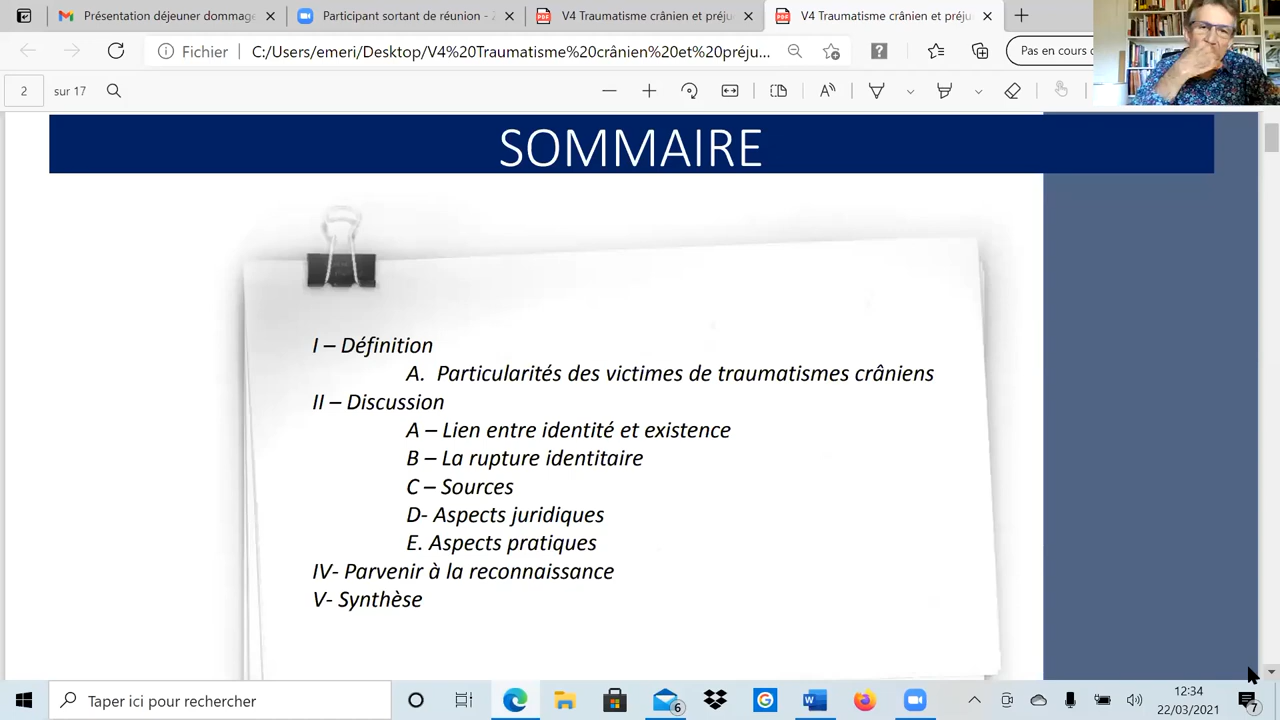 Présentation déjeuner dommage
Participant sortant de réunion - A
V4 Traumatisme crânien et préju
V4 Traumatisme crânien et préju
Fichier
C:/Users/emeri/Desktop/V4%20Traumatisme%20crânien%20et%20préju...
Pas en cours d
2 sur 17
SOMMAIRE
I – Définition
A. Particularités des victimes de traumatismes crâniens
II – Discussion
A – Lien entre identité et existence
B – La rupture identitaire
C – Sources
D- Aspects juridiques
E. Aspects pratiques
IV- Parvenir à la reconnaissance
V- Synthèse
Taper ici pour rechercher
6
12:34
22/03/2021
7